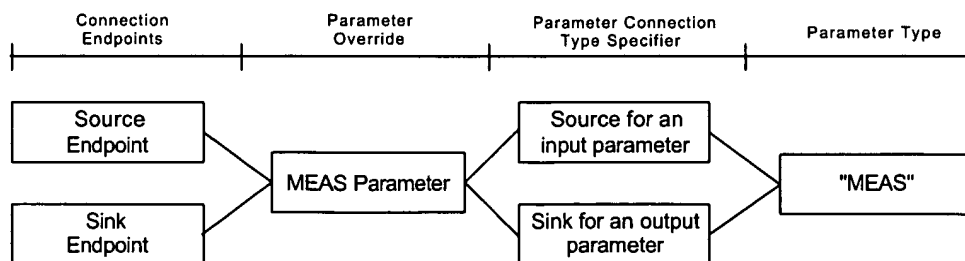 Connection
Endpoints
Parameter
Override
Parameter Connection
Type Specifier
Parameter Type
Source
Endpoint
Source for an
input parameter
MEAS Parameter
"MEAS"
Sink
Endpoint
Sink for an output
parameter